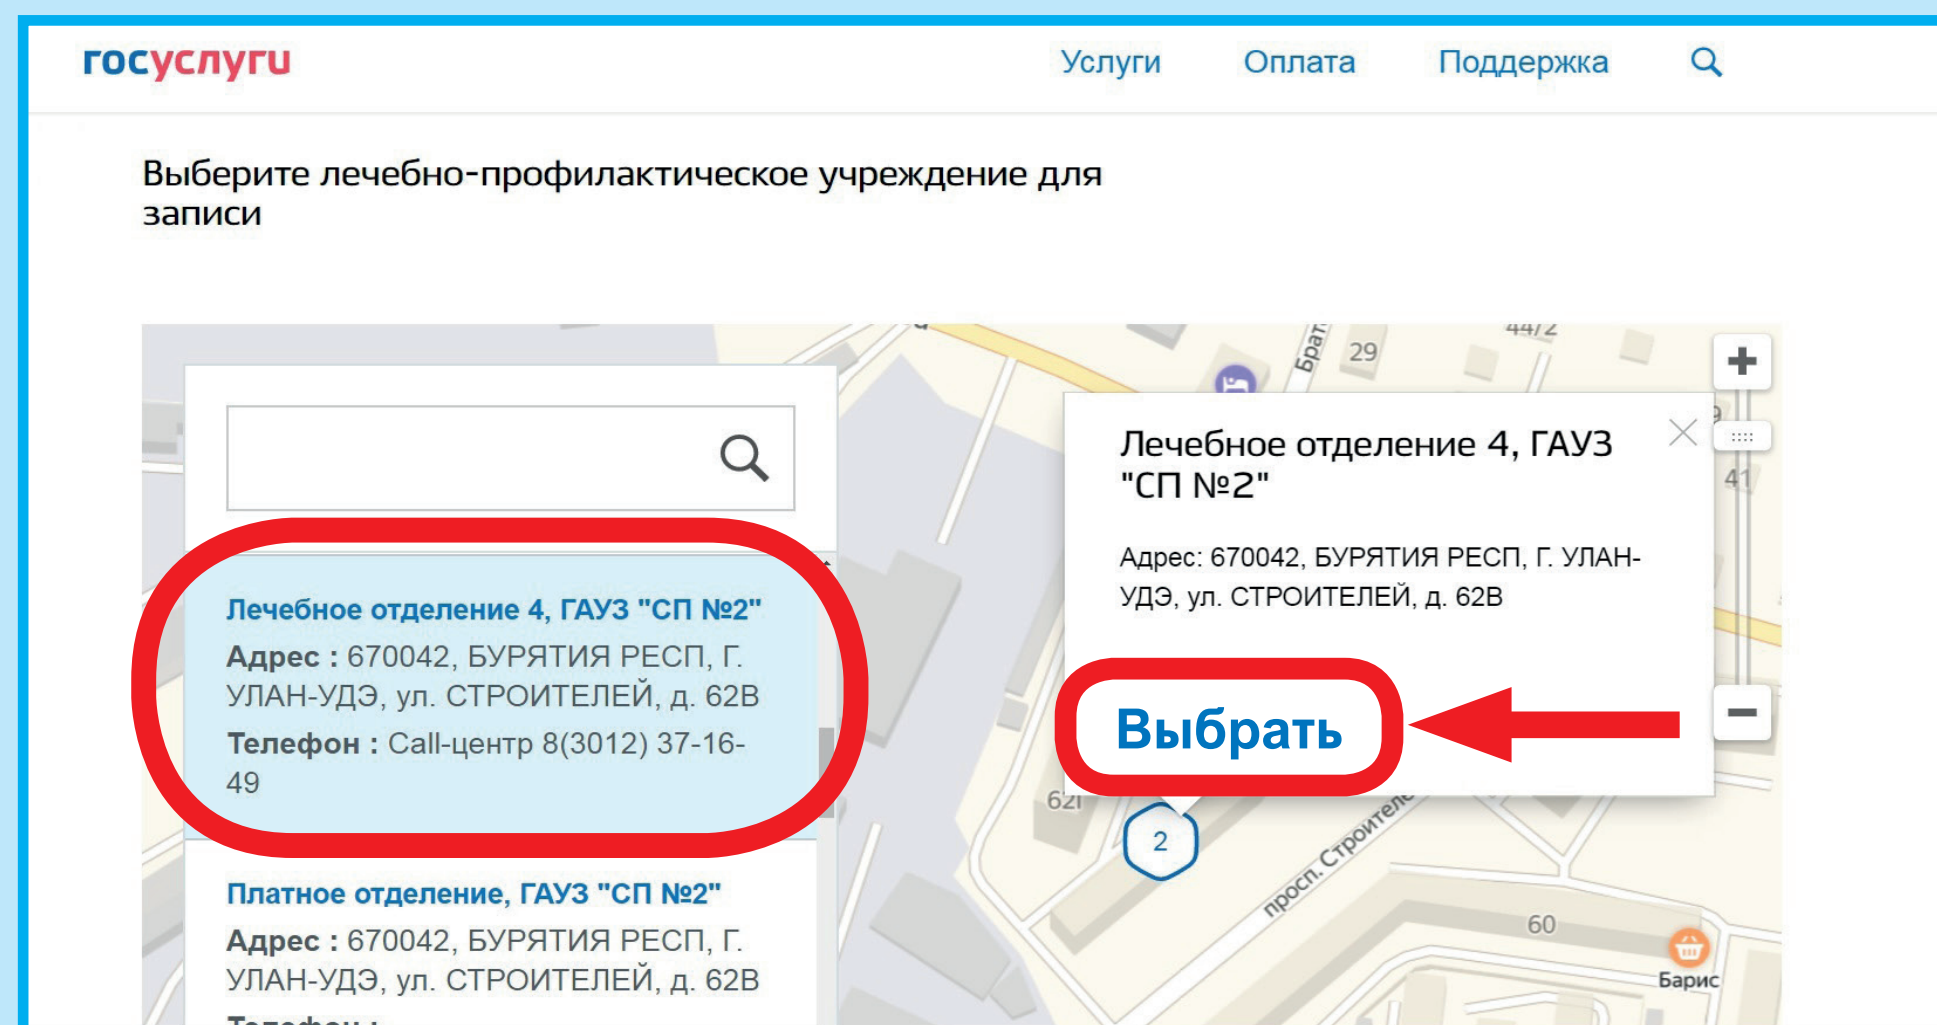 госуслуги
Услуги
Оплата
Поддержка
Выберите лечебно-профилактическое учреждение для
записи
44/2
29
41
Лечебное отделение 4, ГАУЗ
"СП №2"
Адрес: 670042, БУРЯТИЯ РЕСП, Г. УЛАН-
УДЭ, ул. СТРОИТЕЛЕЙ, д. 62В
Выбрать
Лечебное отделение 4, ГАУЗ "СП №2"
Адрес : 670042, БУРЯТИЯ РЕСП, Г.
УЛАН-УДЭ, ул. СТРОИТЕЛЕЙ, д. 62В
Телефон : Call-центр 8(3012) 37-16-
49
2
просп.
60
Барис
Платное отделение, ГАУЗ "СП №2"
Адрес : 670042, БУРЯТИЯ РЕСП, Г.
УЛАН-УДЭ, ул. СТРОИТЕЛЕЙ, д. 62В
Телефон :